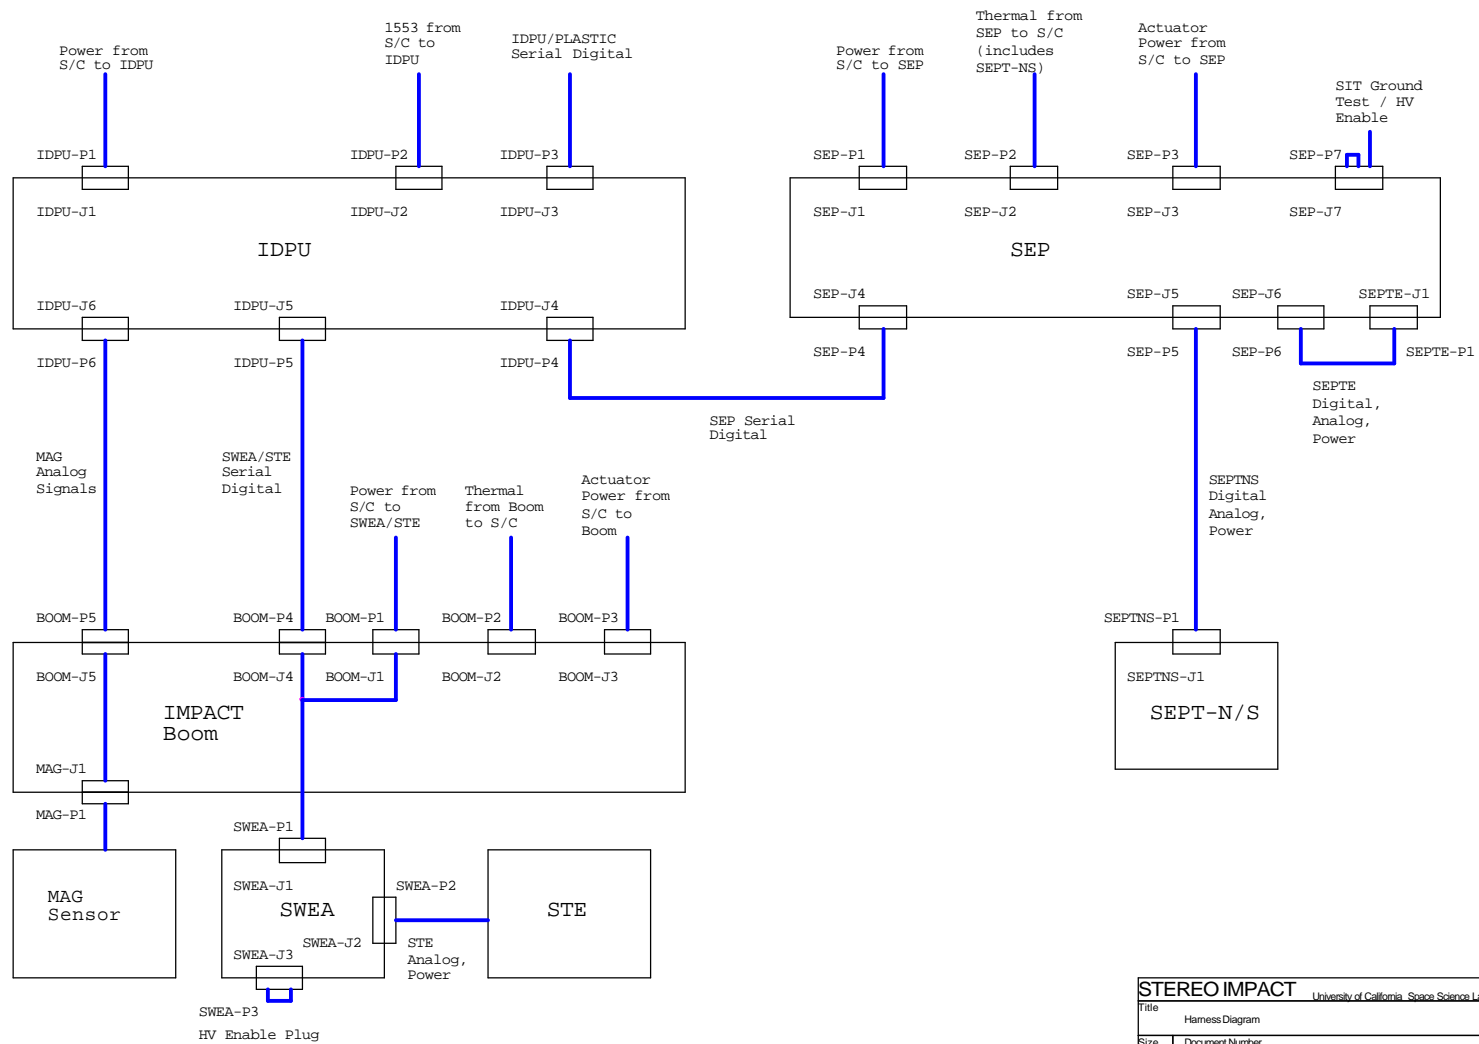 Power from
S/C to IDPU
1553 from
S/C to
IDPU
IDPU/PLASTIC
Serial Digital
Power from
S/C to SEP
Thermal from
SEP to S/C
(includes
SEPT-NS)
Actuator
Power from
S/C to SEP
SIT Ground
Test / HV
Enable
IDPU-P1
IDPU-P2
IDPU-P3
SEP-P1
SEP-P2
SEP-P3
SEP-P7
IDPU-J1
IDPU-J2
IDPU-J3
SEP-J1
SEP-J2
SEP-J3
SEP-J7
IDPU
SEP
IDPU-J6
IDPU-J5
IDPU-J4
SEP-J4
SEP-J5
SEP-J6
SEPTE-J1
IDPU-P6
IDPU-P5
IDPU-P4
SEP-P4
SEP-P5
SEP-P6
SEPTE-P1
SEP Serial
Digital
SEPTE
Digital,
Analog,
Power
MAG
Analog
Signals
SWEA/STE
Serial
Digital
Power from
S/C to
SWEA/STE
Thermal
from Boom
to S/C
Actuator
Power from
S/C to
Boom
SEPTNS
Digital
Analog,
Power
BOOM-P5
BOOM-P4
BOOM-P1
BOOM-P2
BOOM-P3
SEPTNS-P1
BOOM-J5
BOOM-J4
BOOM-J1
BOOM-J2
BOOM-J3
SEPTNS-J1
IMPACT
Boom
SEPT-N/S
MAG-J1
MAG-P1
SWEA-P1
MAG
Sensor
SWEA-J1
SWEA
SWEA-P2
STE
SWEA-J2
SWEA-J3
STE
Analog,
Power
SWEA-P3
HV Enable Plug
STEREO IMPACT
University of California Space Science
Title
Harness Diagram
Size
Document Number